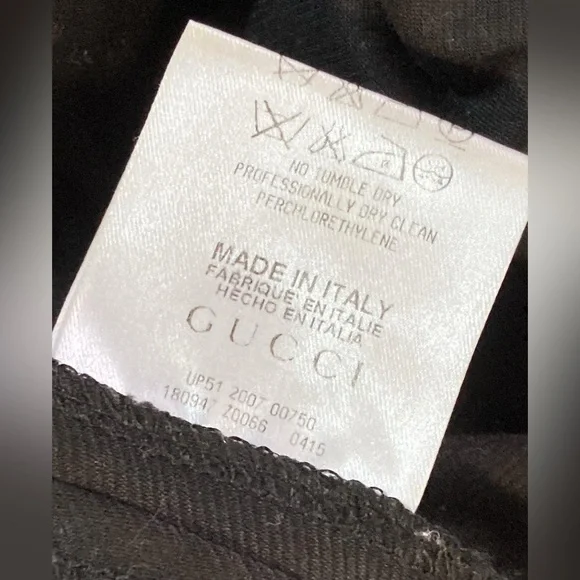 NO TUMBLE DRY
PROFESSIONALLY DRY CLEAN
PERCHLORETHYLENE
MADE IN ITALY
FABRIQUE EN ITALIE
HECHO EN ITALIA
GUCCI
UP51 2007 00750
180947 Z0066 0415